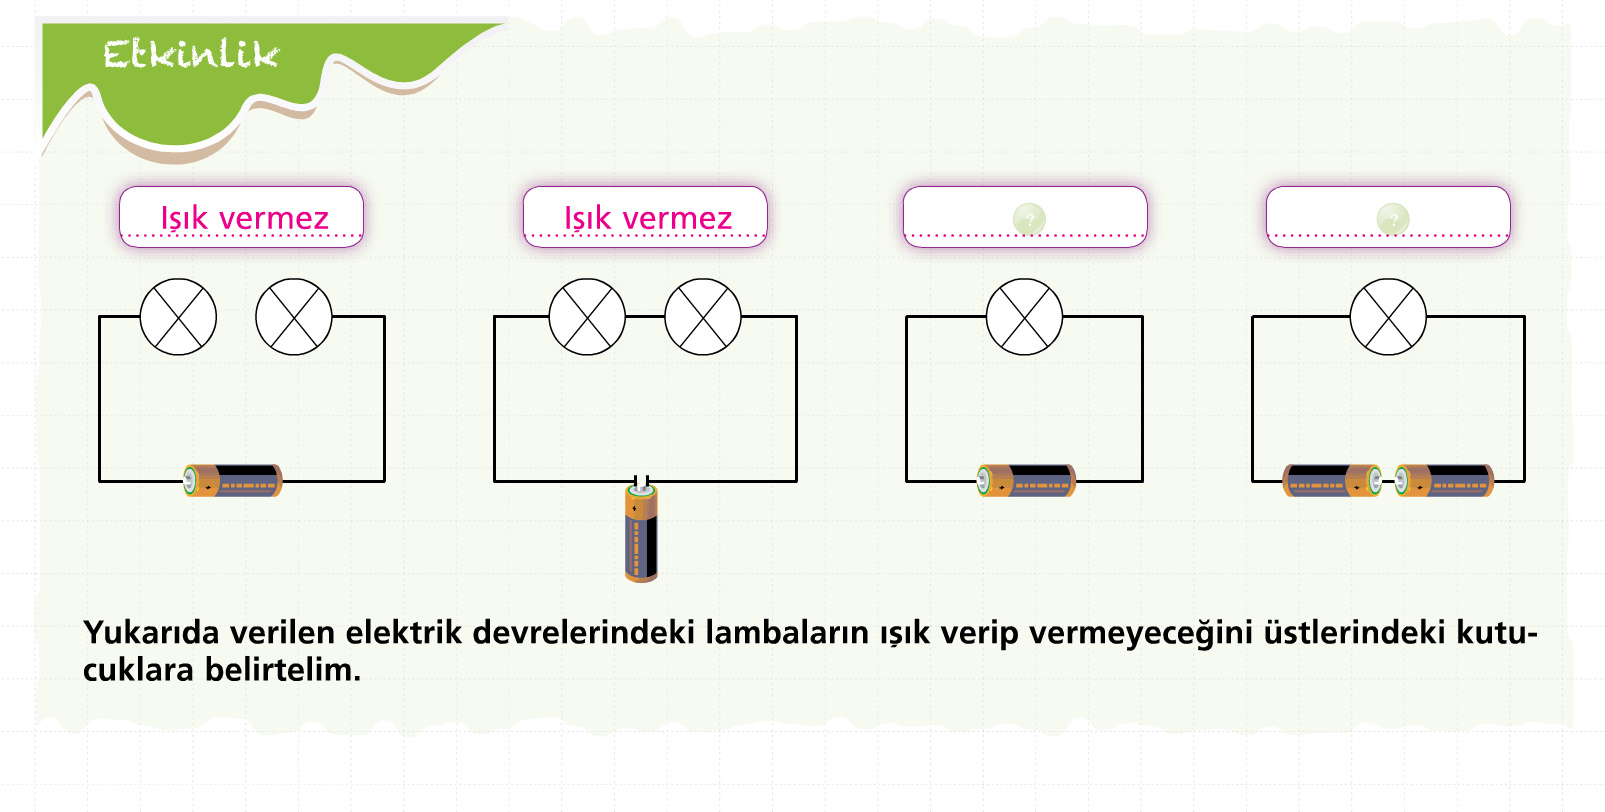 Etkinlik
Işık vermez
Işık vermez
?
?
Yukarıda verilen elektrik devrelerindeki lambaların ışık verip vermeyeceğini üstlerindeki kutu-
cuklara belirtelim.